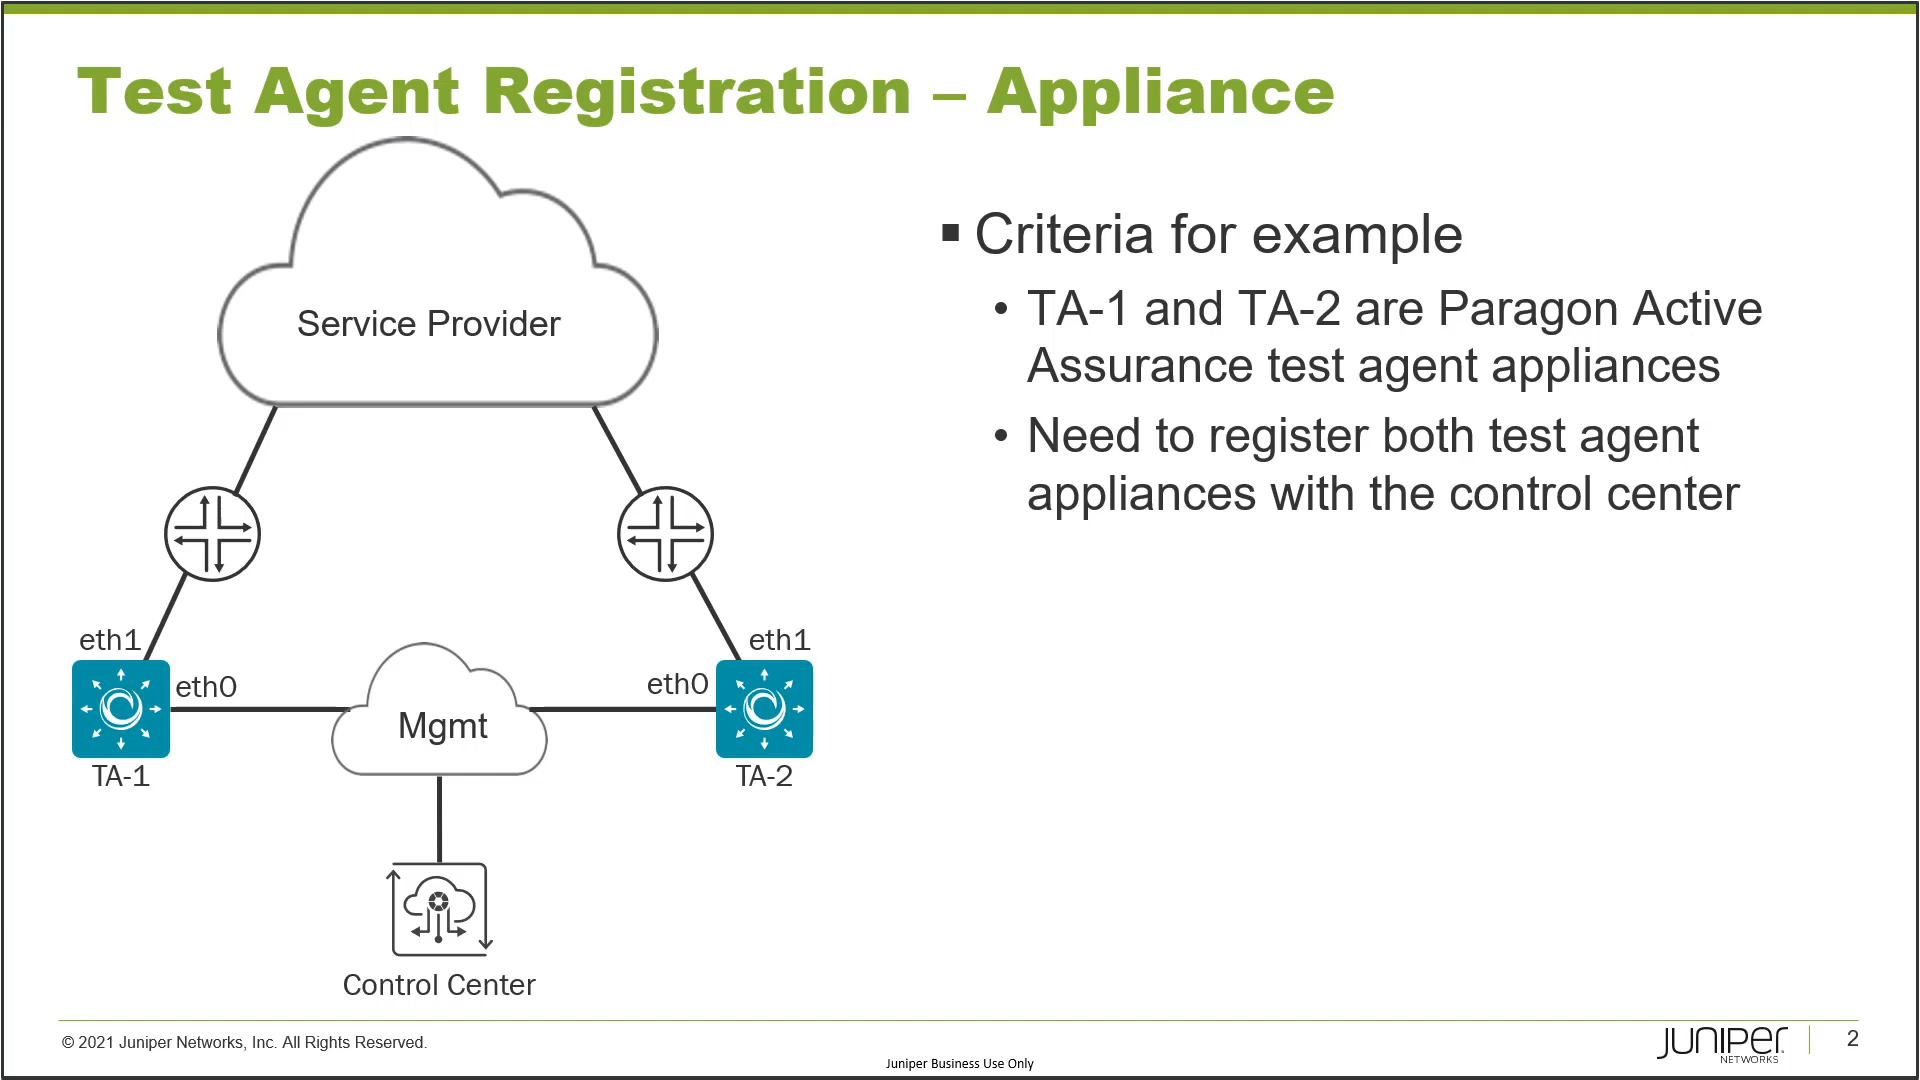 Test Agent Registration – Appliance
Service Provider
eth1
eth0
TA-1
Mgmt
eth1
eth0
TA-2
Control Center
▪ Criteria for example
• TA-1 and TA-2 are Paragon Active
Assurance test agent appliances
• Need to register both test agent
appliances with the control center
© 2021 Juniper Networks, Inc. All Rights Reserved.
Juniper Business Use Only
JUNIPer
NETWORKS
2